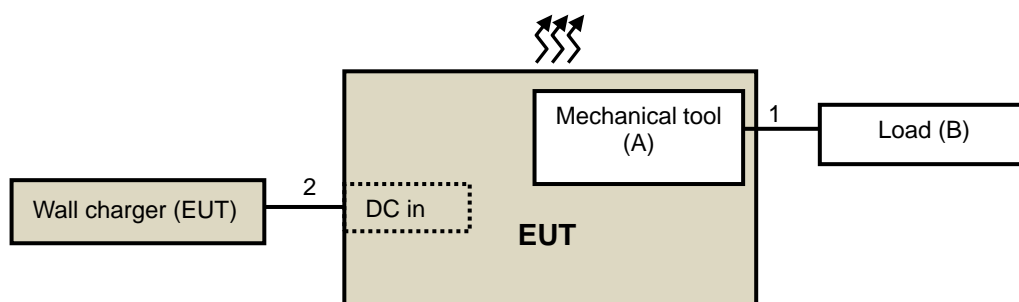 Mechanical tool
(A)
1
Load (B)
Wall charger (EUT)
2
DC in
EUT